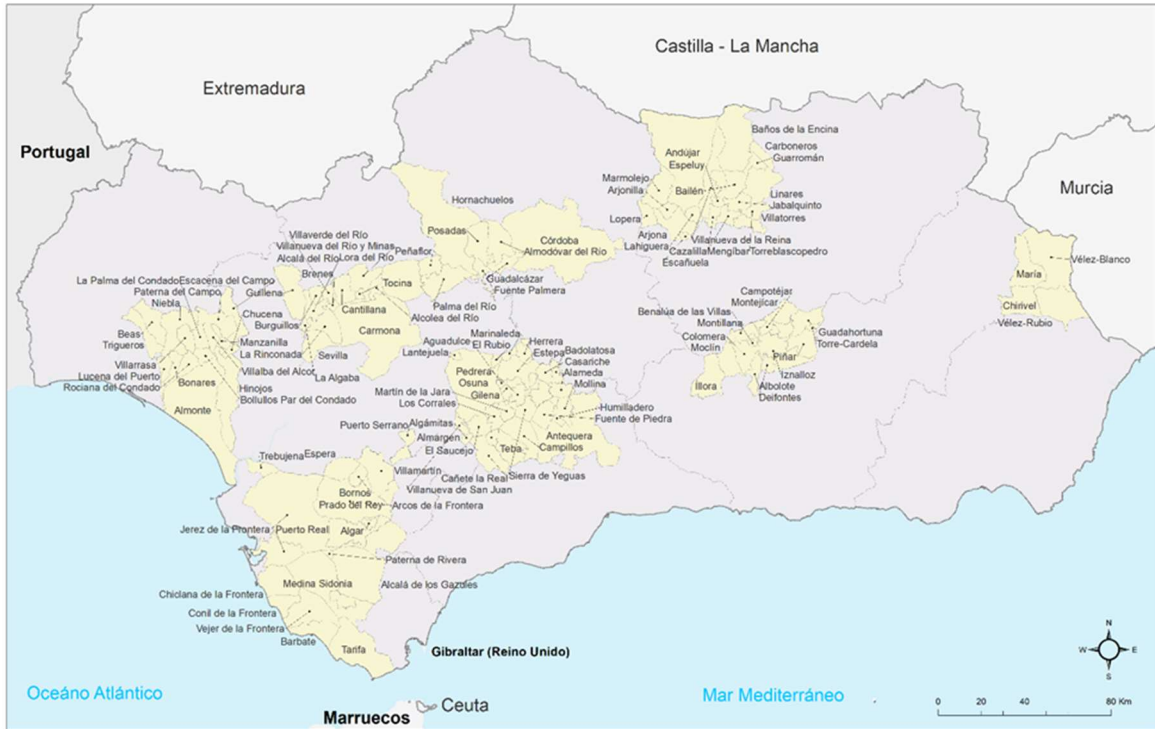 Castilla - La Mancha
Extremadura
Portugal
Murcia
Baños de la Encina
Andújar
Espeluy
Carboneros
Guarromán
Marmolejo
Arjonilla
Bailén
Linares
Jabalquinto
Lopera
Villatorres
Arjona
Lahiguera
Villanueva de la Reina
Cazalilla
Mengíbar
Torreblascopedro
Escañuela
Hornachuelos
Posadas
Córdoba
Almodóvar del Río
Guadalcázar
Fuente Palmera
Villaverde del Río
Villanueva del Río y Minas
Alcalá del Río
Lora del Río
Peñaflor
Brenes
Tocina
Cantillana
Palma del Río
Alcolea del Río
Carmona
La Palma del Condado
Escacena del Campo
Paterna del Campo
Guillena
Niebla
Chucena
Burguillos
Beas
Trigueros
Manzanilla
La Rinconada
Sevilla
Villarrasa
Villalba del Alcor
La Algaba
Lucena del Puerto
Bonares
Rociana del Condado
Hinojos
Bollullos Par del Condado
Almonte
María
Vélez-Blanco
Chirivel
Vélez-Rubio
Campotéjar
Montejícar
Benalúa de las Villas
Montillana
Guadahortuna
Torre-Cardela
Colomera
Moclín
Piñar
Iznalloz
Íllora
Albolote
Deifontes
Marinaleda
El Rubio
Herrera
Estepa
Aguadulce
Lantejuela
Badolatosa
Casariche
Alameda
Mollina
Pedrera
Osuna
Gilena
Martín de la Jara
Los Corrales
Humilladero
Fuente de Piedra
Puerto Serrano
Algámitas
Almargen
El Saucejo
Antequera
Campillos
Teba
Cañete la Real
Sierra de Yeguas
Villanueva de San Juan
Trebujena
Espera
Villamartín
Bornos
Prado del Rey
Arcos de la Frontera
Jerez de la Frontera
Puerto Real
Algar
Paterna de Rivera
Medina Sidonia
Alcalá de los Gazules
Chiclana de la Frontera
Conil de la Frontera
Vejer de la Frontera
Barbate
Tarifa
Gibraltar (Reino Unido)
Oceáno Atlántico
Mar Mediterráneo
Ceuta
Marruecos
N
W
E
S
0 20 40 80 Km